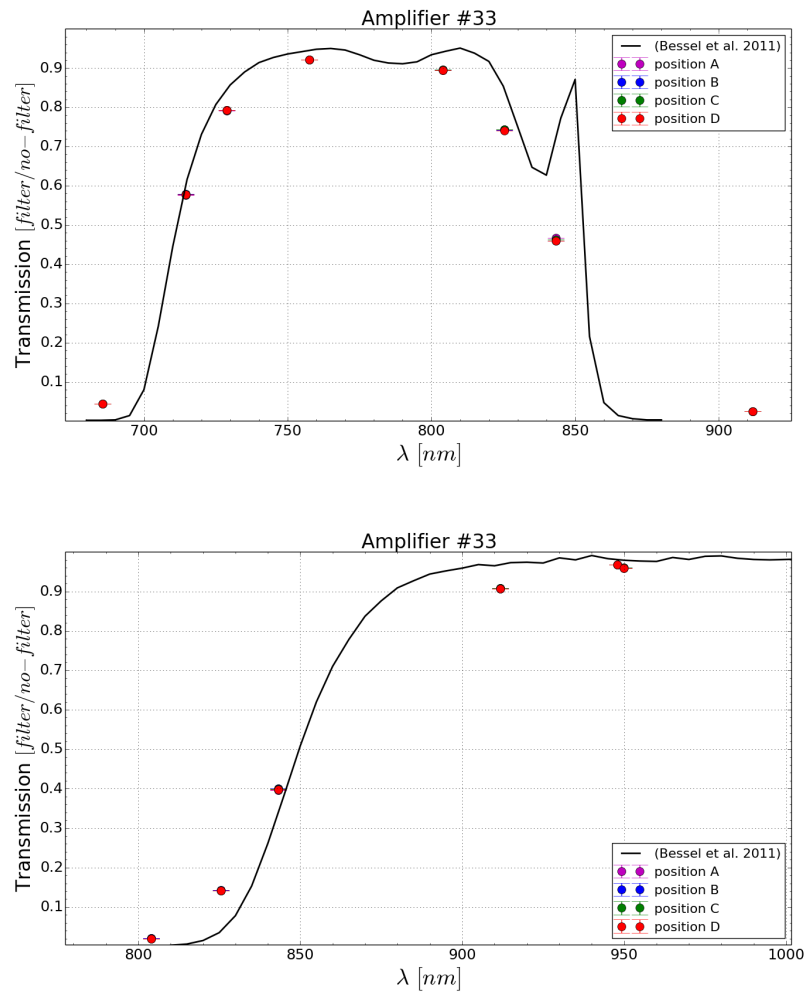 Amplifier #33
Transmission [filter/no−filter]
0.9
0.8
0.7
0.6
0.5
0.4
0.3
0.2
0.1
(Bessel et al. 2011)
position A
position B
position C
position D
700 750 800 850 900
λ [nm]
Amplifier #33
Transmission [filter/no−filter]
0.9
0.8
0.7
0.6
0.5
0.4
0.3
0.2
0.1
(Bessel et al. 2011)
position A
position B
position C
position D
800 850 900 950 1000
λ [nm]